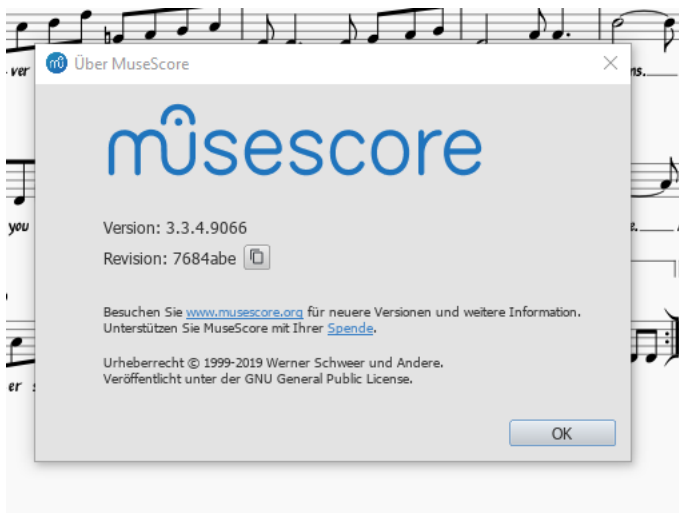 ver
Über MuseScore
ns.
musescore
you
Version: 3.3.4.9066
e.
Revision: 7684abe
Besuchen Sie www.musescore.org für neuere Versionen und weitere Information.
Unterstützen Sie MuseScore mit Ihrer Spende.
Urheberrecht © 1999-2019 Werner Schweer und Andere.
Veröffentlicht unter der GNU General Public License.
er s
OK